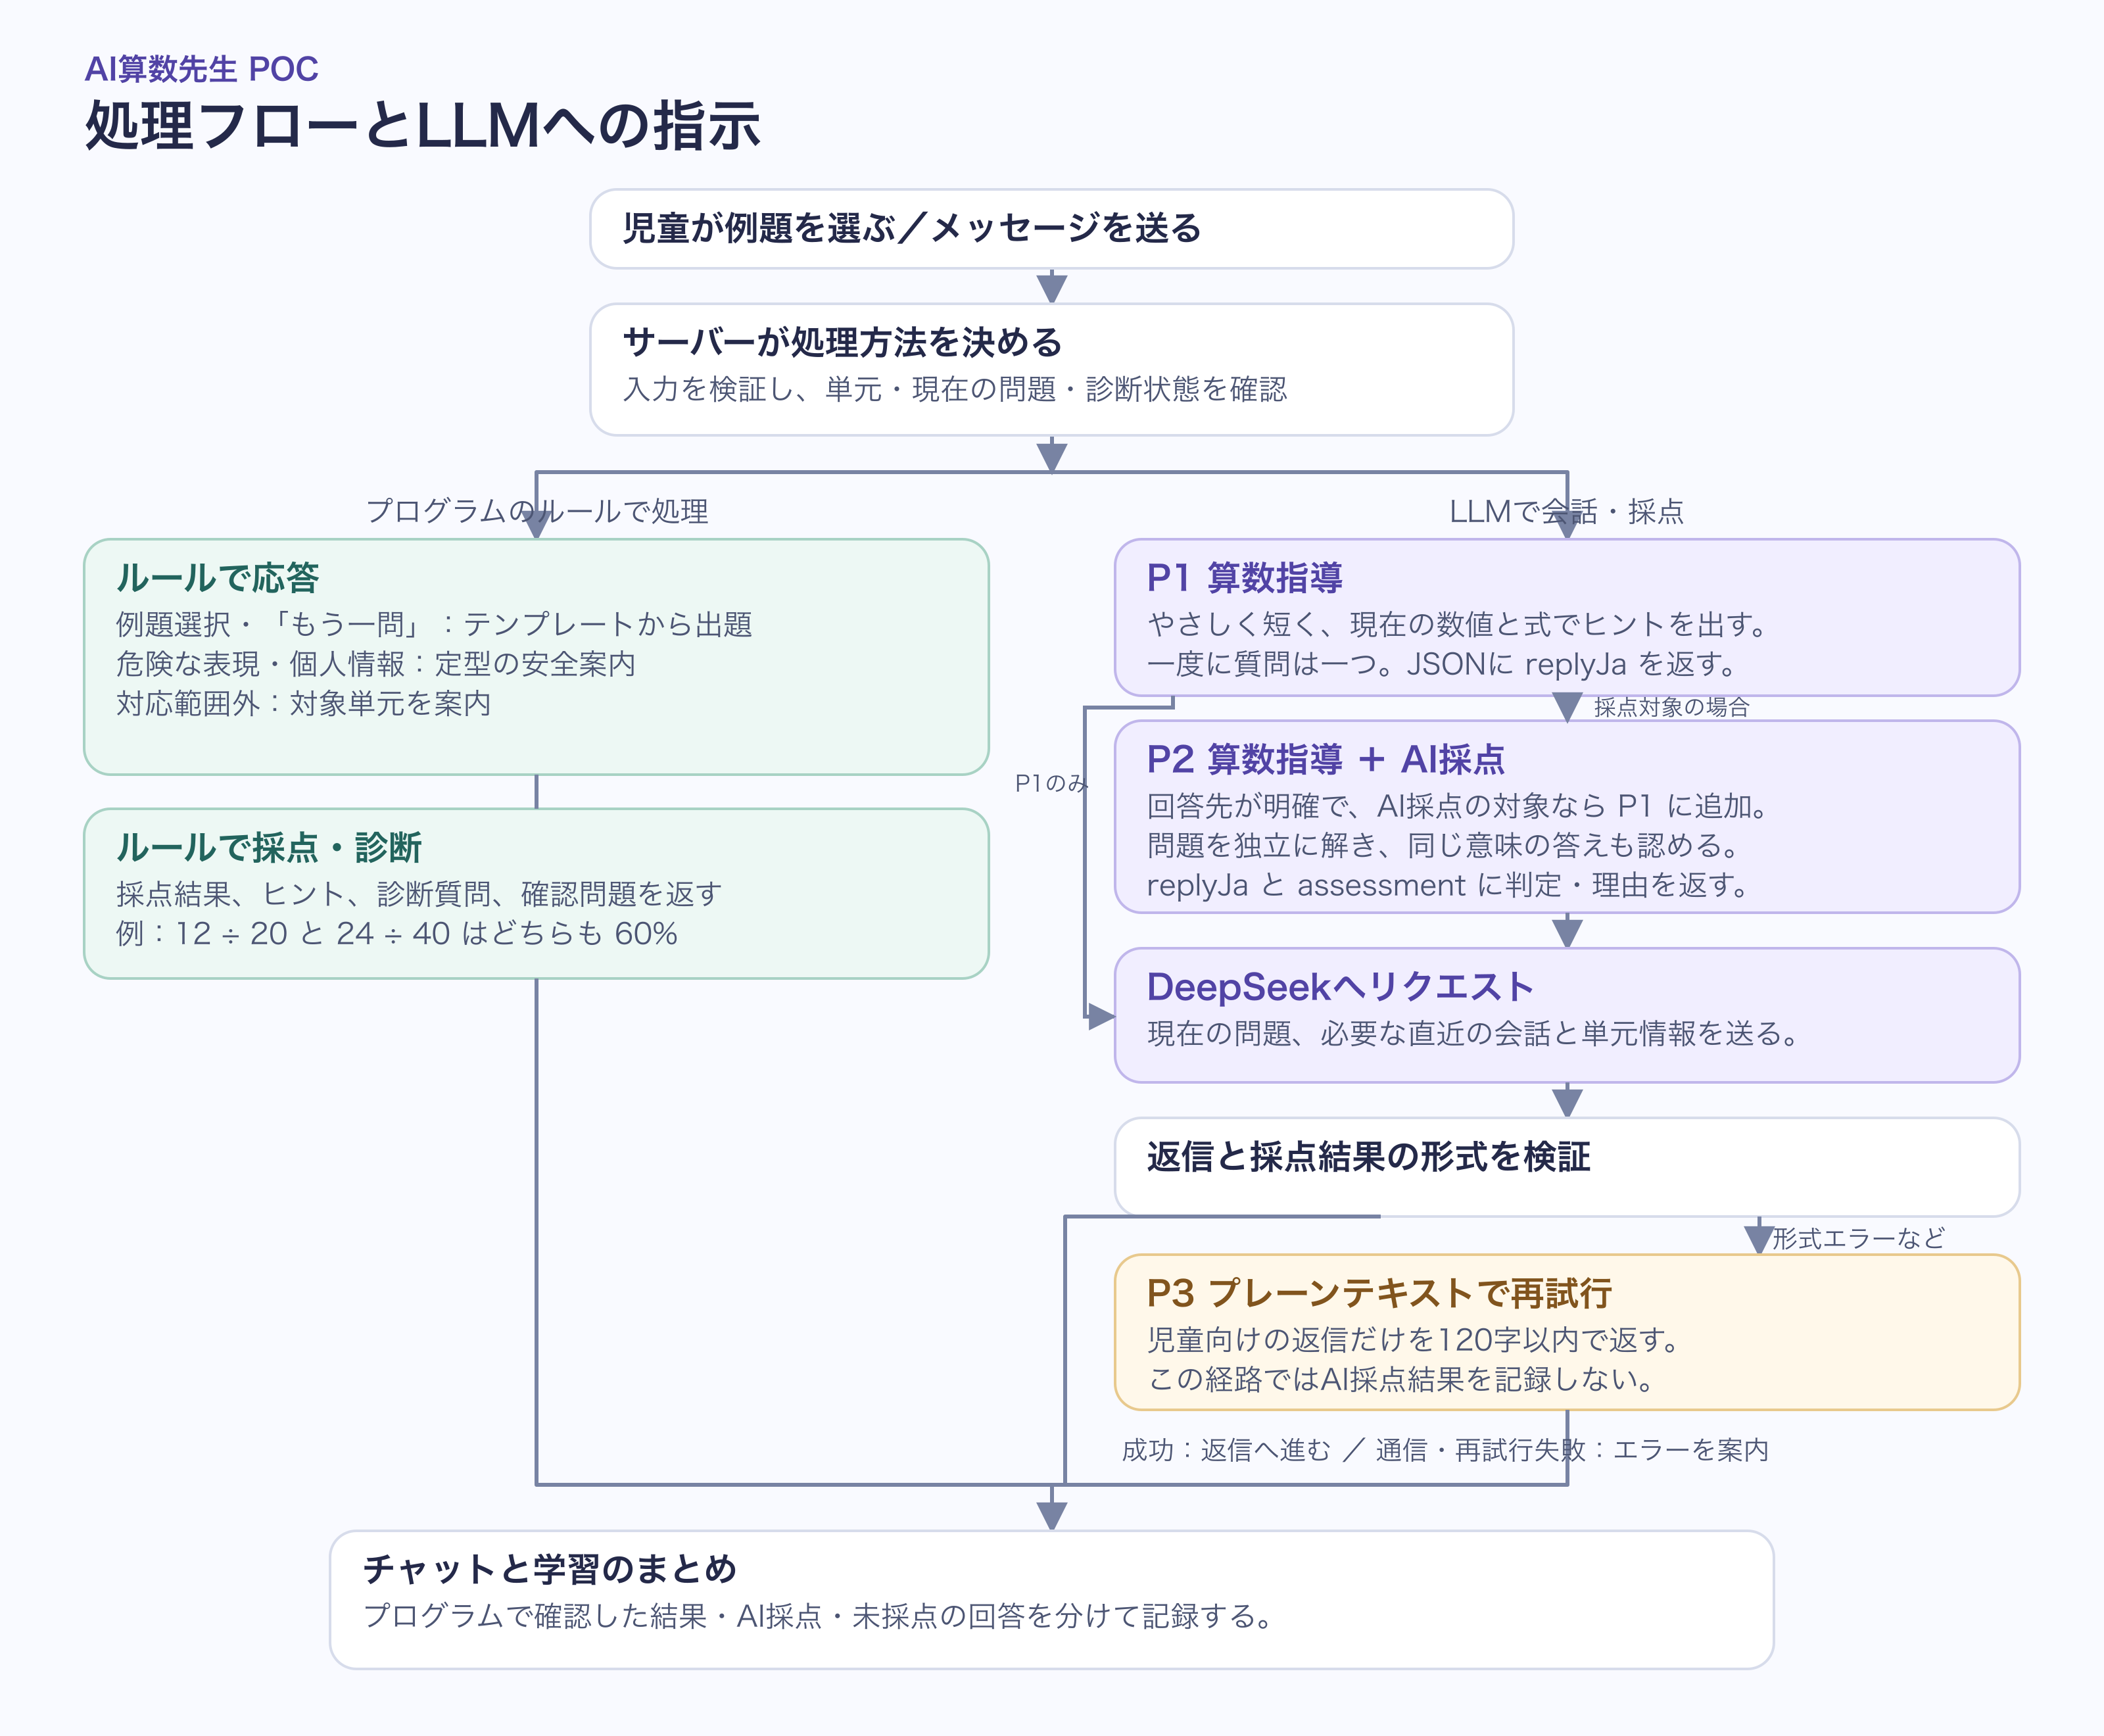 AI算数先生 POC
処理フローとLLMへの指示
児童が例題を選ぶ／メッセージを送る
サーバーが処理方法を決める
入力を検証し、単元・現在の問題・診断状態を確認
プログラムのルールで処理
LLMで会話・採点
ルールで応答
例題選択・「もう一問」：テンプレートから出題
危険な表現・個人情報：定型の安全案内
対応範囲外：対象単元を案内
P1 算数指導
やさしく短く、現在の数値と式でヒントを出す。
一度に質問は一つ。JSONに replyJa を返す。
採点対象の場合
P1のみ
P2 算数指導 ＋ AI採点
回答先が明確で、AI採点の対象なら P1 に追加。
問題を独立に解き、同じ意味の答えも認める。
replyJa と assessment に判定・理由を返す。
ルールで採点・診断
採点結果、ヒント、診断質問、確認問題を返す
例：12 ÷ 20 と 24 ÷ 40 はどちらも 60%
DeepSeekへリクエスト
現在の問題、必要な直近の会話と単元情報を送る。
返信と採点結果の形式を検証
形式エラーなど
P3 プレーンテキストで再試行
児童向けの返信だけを120字以内で返す。
この経路ではAI採点結果を記録しない。
成功：返信へ進む ／ 通信・再試行失敗：エラーを案内
チャットと学習のまとめ
プログラムで確認した結果・AI採点・未採点の回答を分けて記録する。